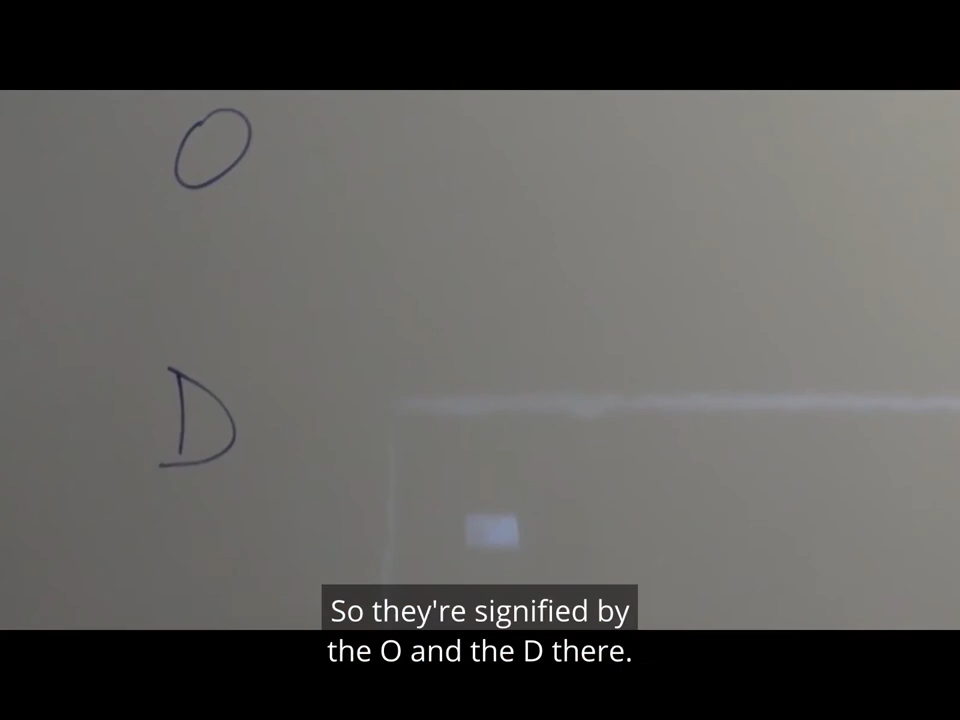 O
D
So they're signified by
the O and the D there.